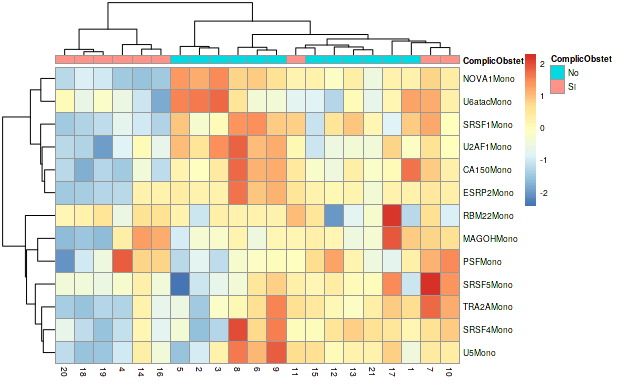 ComplicObstet
ComplicObstet
No
SI
2
1
0
-1
-2
NOVA1Mono
U6atacMono
SRSF1Mono
U2AF1Mono
CA150Mono
ESRP2Mono
RBM22Mono
MAGOHMono
PSFMono
SRSF5Mono
TRA2AMono
SRSF4Mono
U5Mono
20 18 19 4 14 16 5 2 3 8 6 9 11 15 12 13 21 17 1 7 10